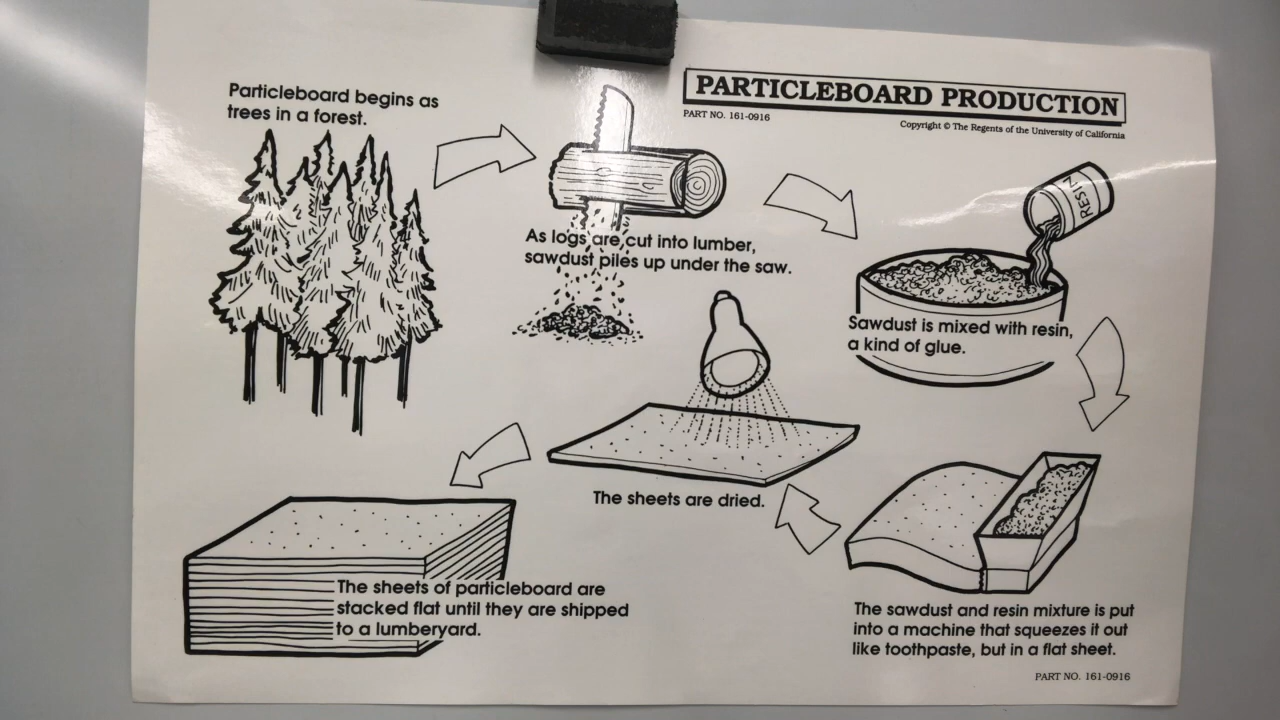 PARTICLEBOARD PRODUCTION
PART NO. 161-0916
Copyright © The Regents of the University of California
Particleboard begins as
trees in a forest.
As logs are cut into lumber,
sawdust piles up under the saw.
RESIN
Sawdust is mixed with resin,
a kind of glue.
The sawdust and resin mixture is put
into a machine that squeezes it out
like toothpaste, but in a flat sheet.
The sheets are dried.
The sheets of particleboard are
stacked flat until they are shipped
to a lumberyard.
PART NO. 161-0916